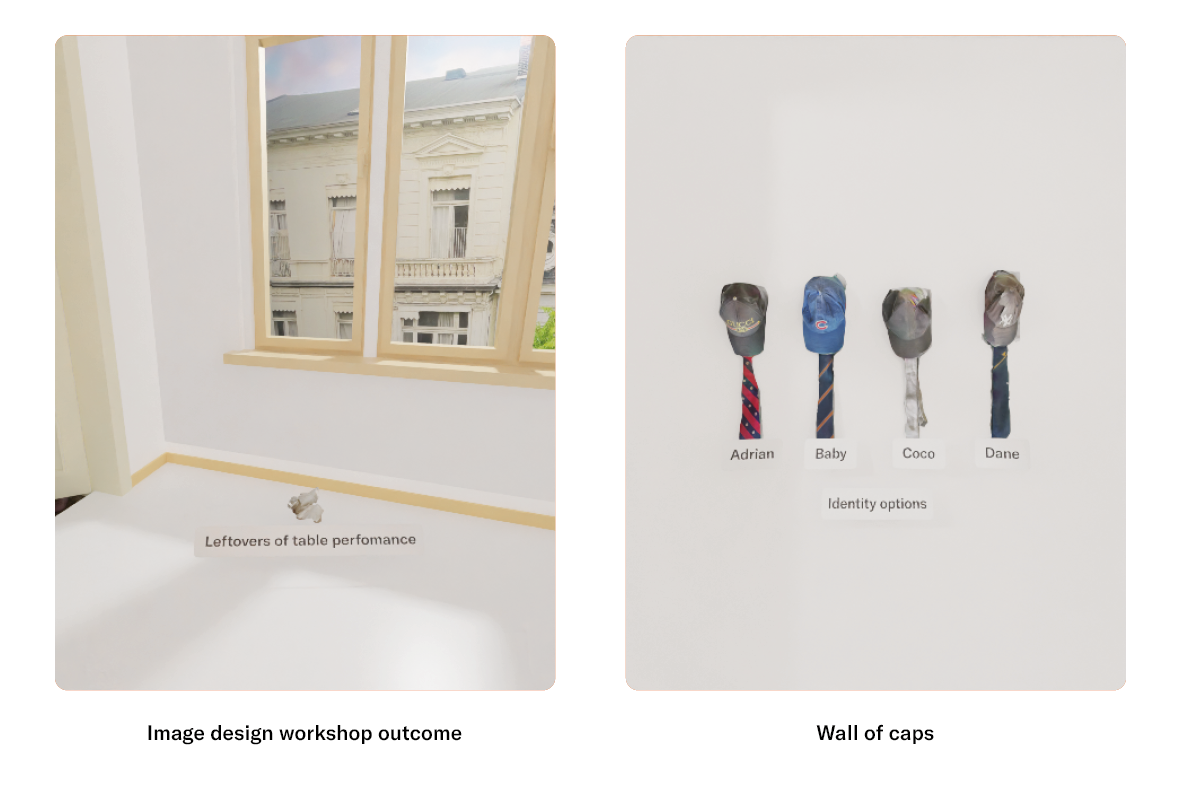 Leftovers of table perfomance
Adrian
Baby
Coco
Dane
Identity options
Image design workshop outcome
Wall of caps